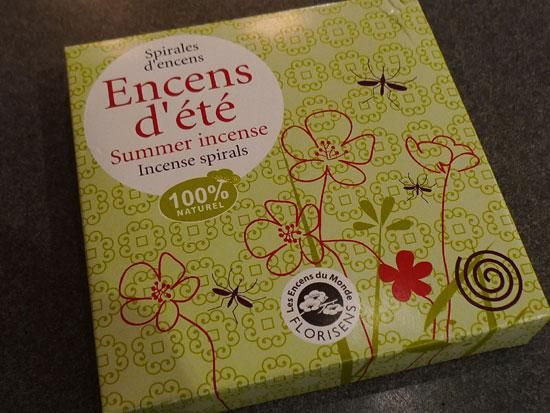 Spirales
d'encens
Encens
d'été
Summer incense
Incense spirals
100%
NATUREL
Les Encens du Monde
FLORISENS